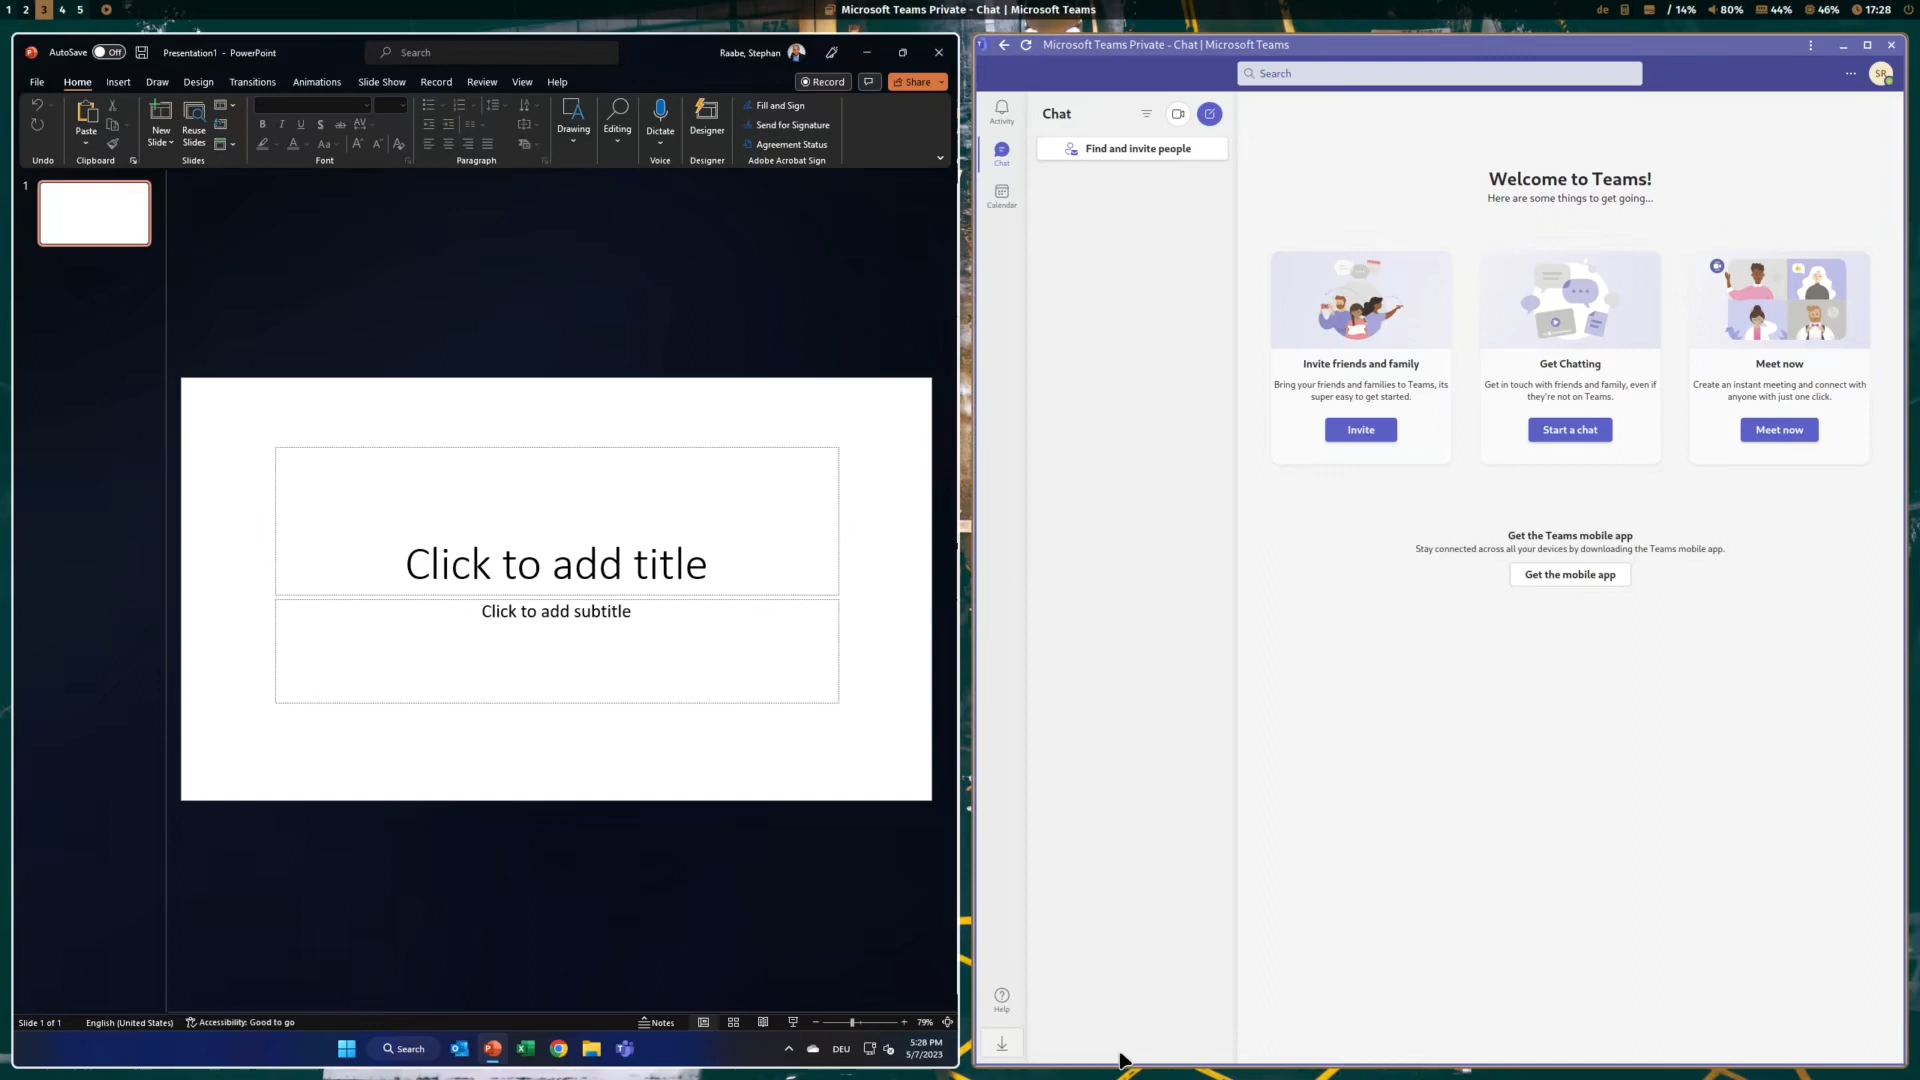 1 2 3 4 5
Microsoft Teams Private - Chat | Microsoft Teams
de / 14% 80% 44% 46% 17:28
AutoSave Off Presentation1 - PowerPoint Search Raabe, Stephan
File Home Insert Draw Design Transitions Animations Slide Show Record Review View Help Record Share
Paste
New
Slide
Reuse
Slides
B I U S ab AV
A Aa A A A
Drawing
Editing
Dictate
Designer
Fill and Sign
Send for Signature
Agreement Status
Undo Clipboard Slides Font Paragraph Voice Designer Adobe Acrobat Sign
1
Click to add title
Click to add subtitle
Slide 1 of 1 English (United States) Accessibility: Good to go Notes 79%
Search DEU
5:28 PM
5/7/2023
Microsoft Teams Private - Chat | Microsoft Teams
Search SR
Activity
Chat
Calendar
Help
Chat
Find and invite people
Welcome to Teams!
Here are some things to get going...
Invite friends and family
Bring your friends and families to Teams, its
super easy to get started.
Invite
Get Chatting
Get in touch with friends and family, even if
they're not on Teams.
Start a chat
Meet now
Create an instant meeting and connect with
anyone with just one click.
Meet now
Get the Teams mobile app
Stay connected across all your devices by downloading the Teams mobile app.
Get the mobile app